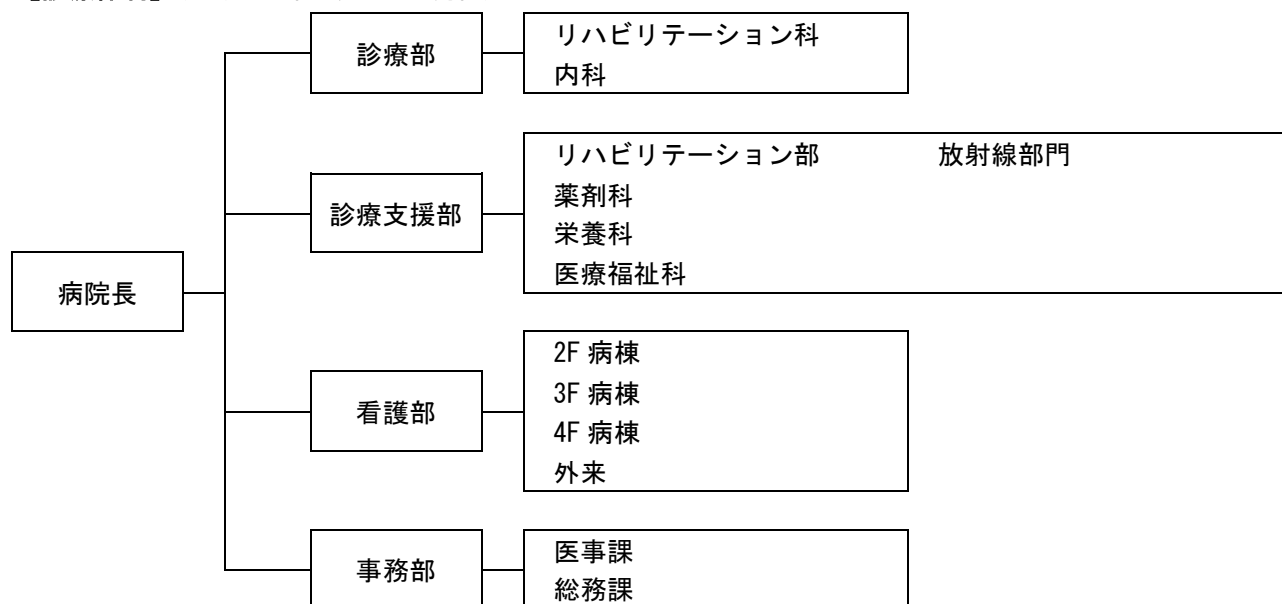 診療部
リハビリテーション科
内科
診療支援部
リハビリテーション部 放射線部門
薬剤科
栄養科
医療福祉科
病院長
看護部
2F 病棟
3F 病棟
4F 病棟
外来
事務部
医事課
総務課